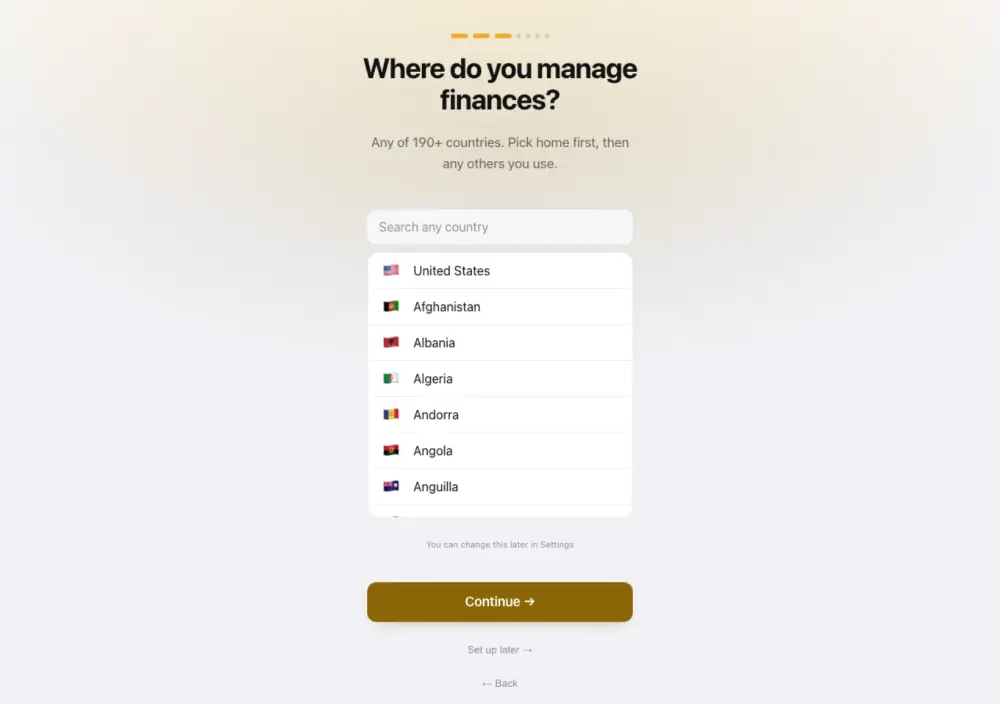 Where do you manage
finances?
Any of 190+ countries. Pick home first, then
any others you use.
Search any country
United States
Afghanistan
Albania
Algeria
Andorra
Angola
Anguilla
You can change this later in Settings
Continue →
Set up later →
← Back